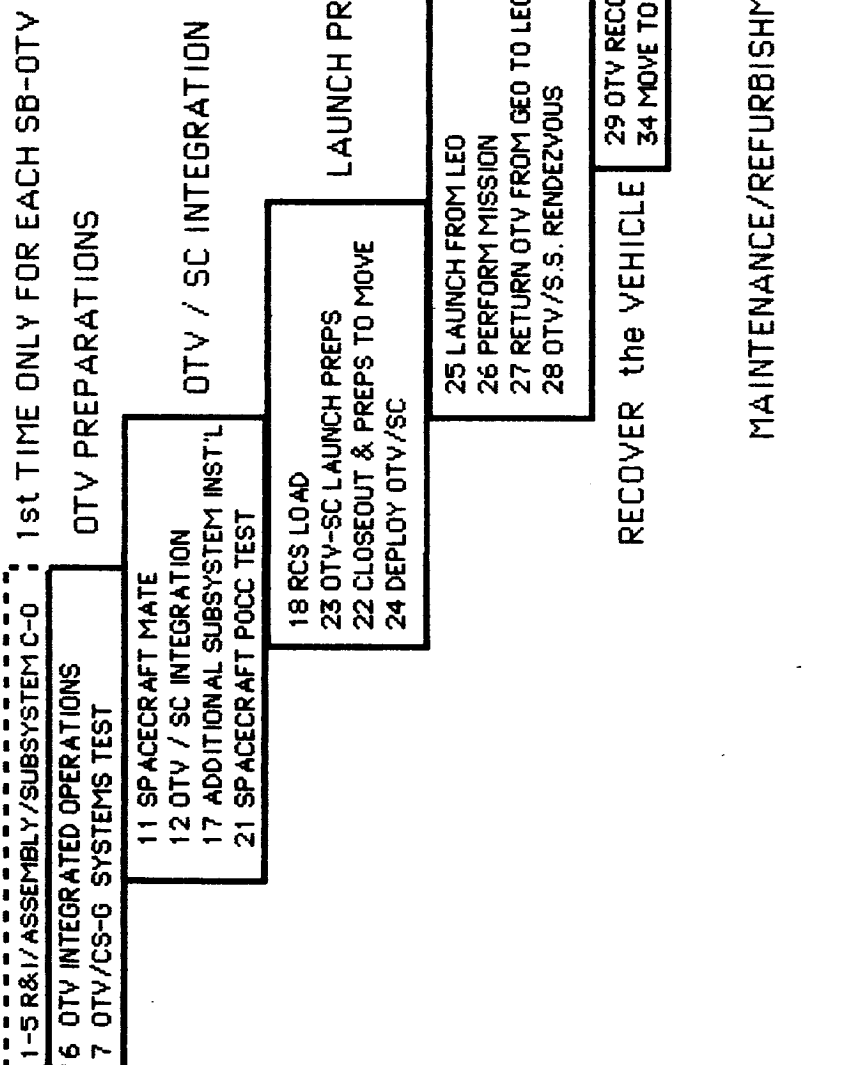 1-5 R&I/ASSEMBLY/SUBSYSTEM C-O
1st TIME ONLY FOR EACH SB-OTV
6 OTV INTEGRATED OPERATIONS
7 OTV/CS-G SYSTEMS TEST
OTV PREPARATIONS
11 SPACECRAFT MATE
12 OTV / SC INTEGRATION
17 ADDITIONAL SUBSYSTEM INST'L
21 SPACECRAFT POCC TEST
OTV / SC INTEGRATION
18 RCS LOAD
23 OTV-SC LAUNCH PREPS
22 CLOSEOUT & PREPS TO MOVE
24 DEPLOY OTV/SC
LAUNCH PR
25 LAUNCH FROM LEO
26 PERFORM MISSION
27 RETURN OTV FROM GEO TO LEO
28 OTV/S.S. RENDEZVOUS
RECOVER the VEHICLE
29 OTV RECO
34 MOVE TO
MAINTENANCE/REFURBISHM